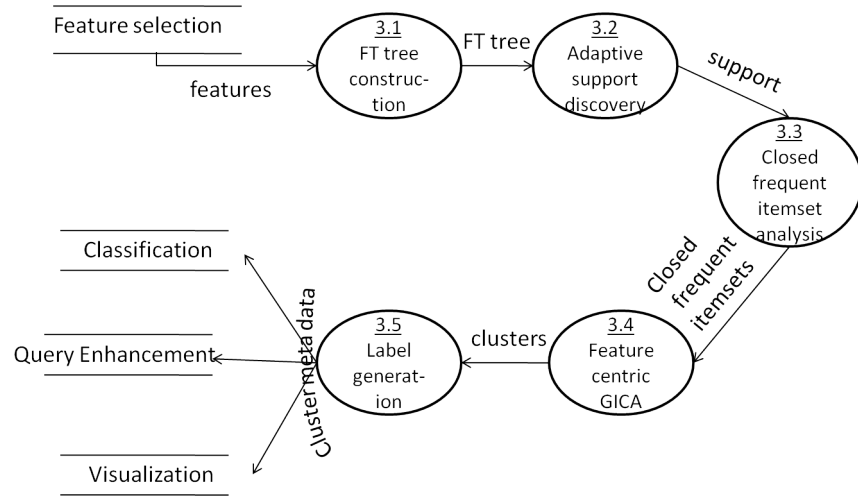 Feature selection
features
3.1
FT tree
construc-
tion
FT tree
3.2
Adaptive
support
discovery
support
3.3
Closed
frequent
itemset
analysis
Closed
frequent
itemsets
3.4
Feature
centric
GICA
clusters
3.5
Label
generat-
ion
Cluster meta data
Classification
Query Enhancement
Visualization